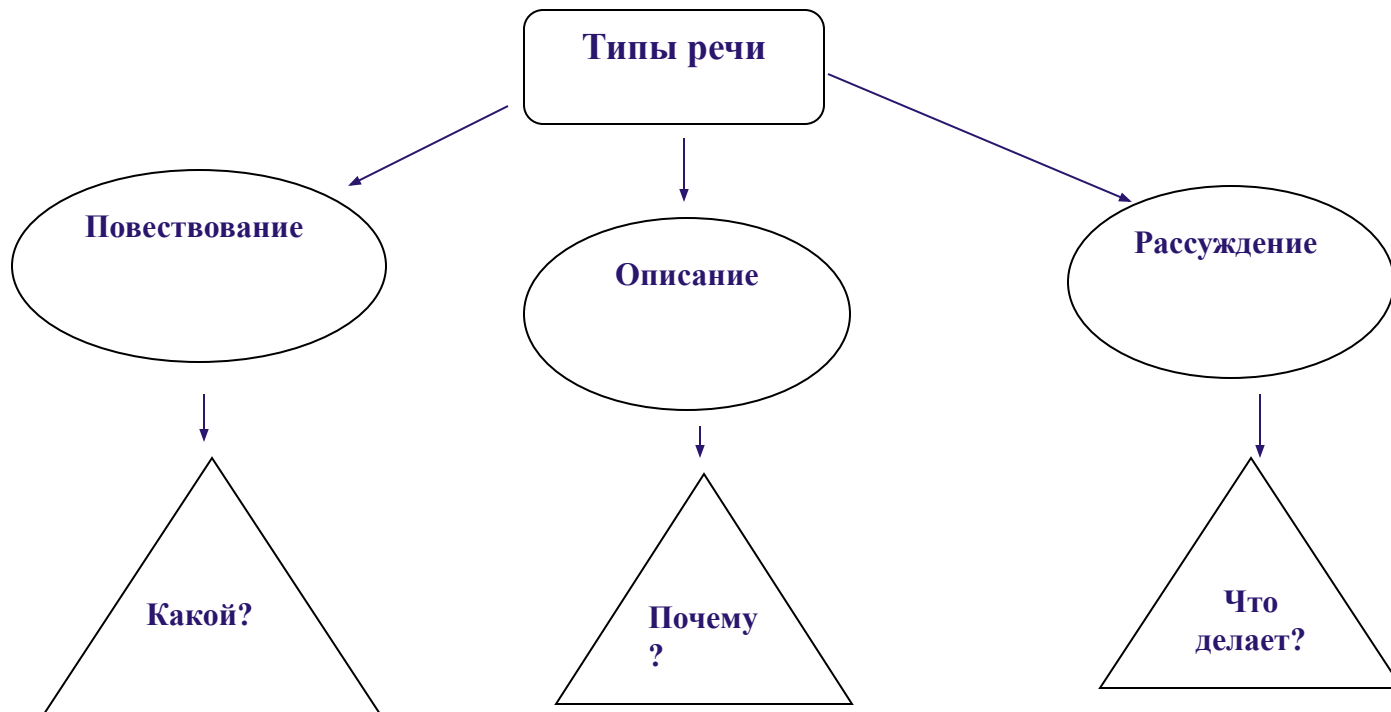 Типы речи
Повествование
Описание
Рассуждение
Какой?
Почему
?
Что
делает?